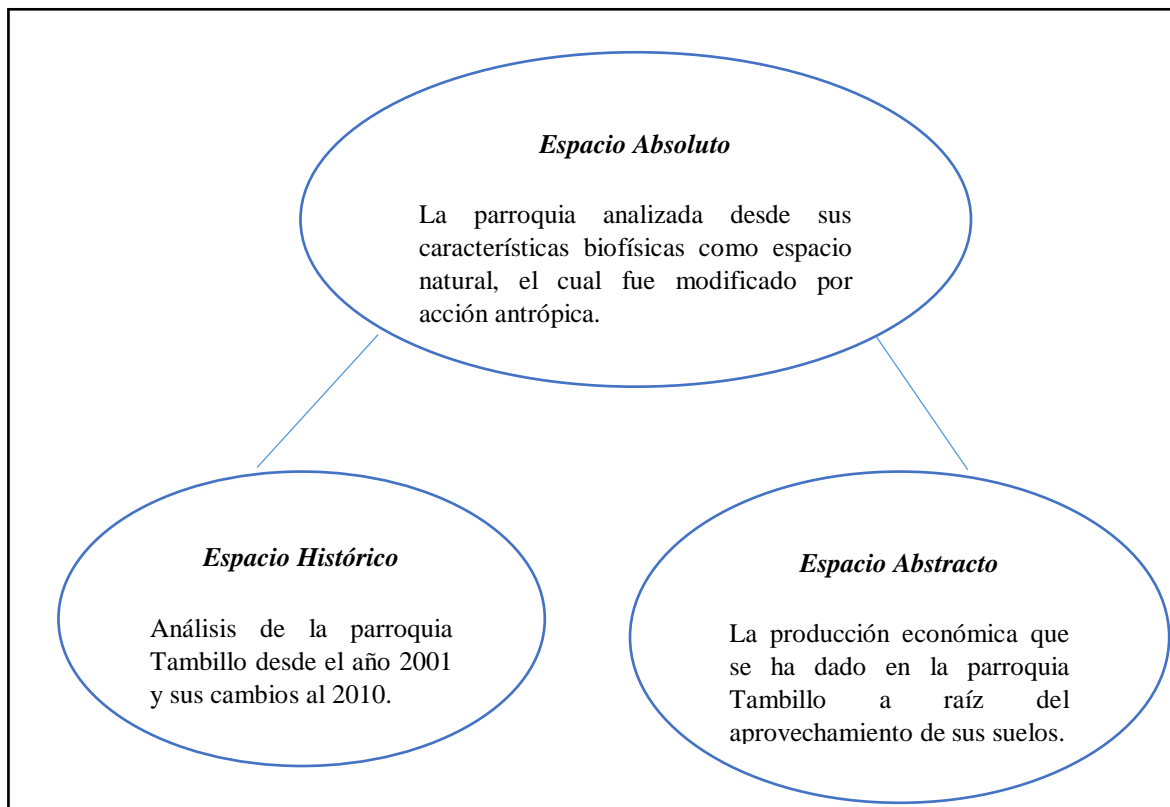 Espacio Absoluto
La parroquia analizada desde sus
características biofísicas como espacio
natural, el cual fue modificado por
acción antrópica.
Espacio Histórico
Análisis de la parroquia
Tambillo desde el año 2001
y sus cambios al 2010.
Espacio Abstracto
La producción económica que
se ha dado en la parroquia
Tambillo a raíz del
aprovechamiento de sus suelos.